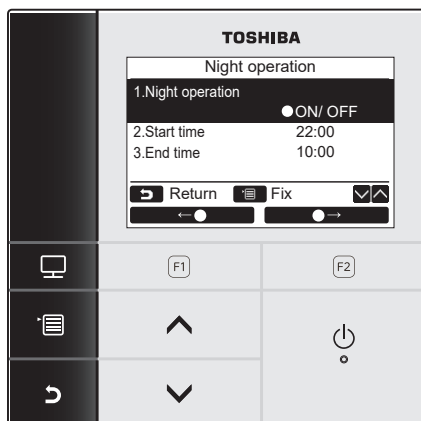 TOSHIBA
Night operation
1.Night operation
●ON/ OFF
2.Start time 22:00
3.End time 10:00
Return Fix
←● ●→
F1 F2